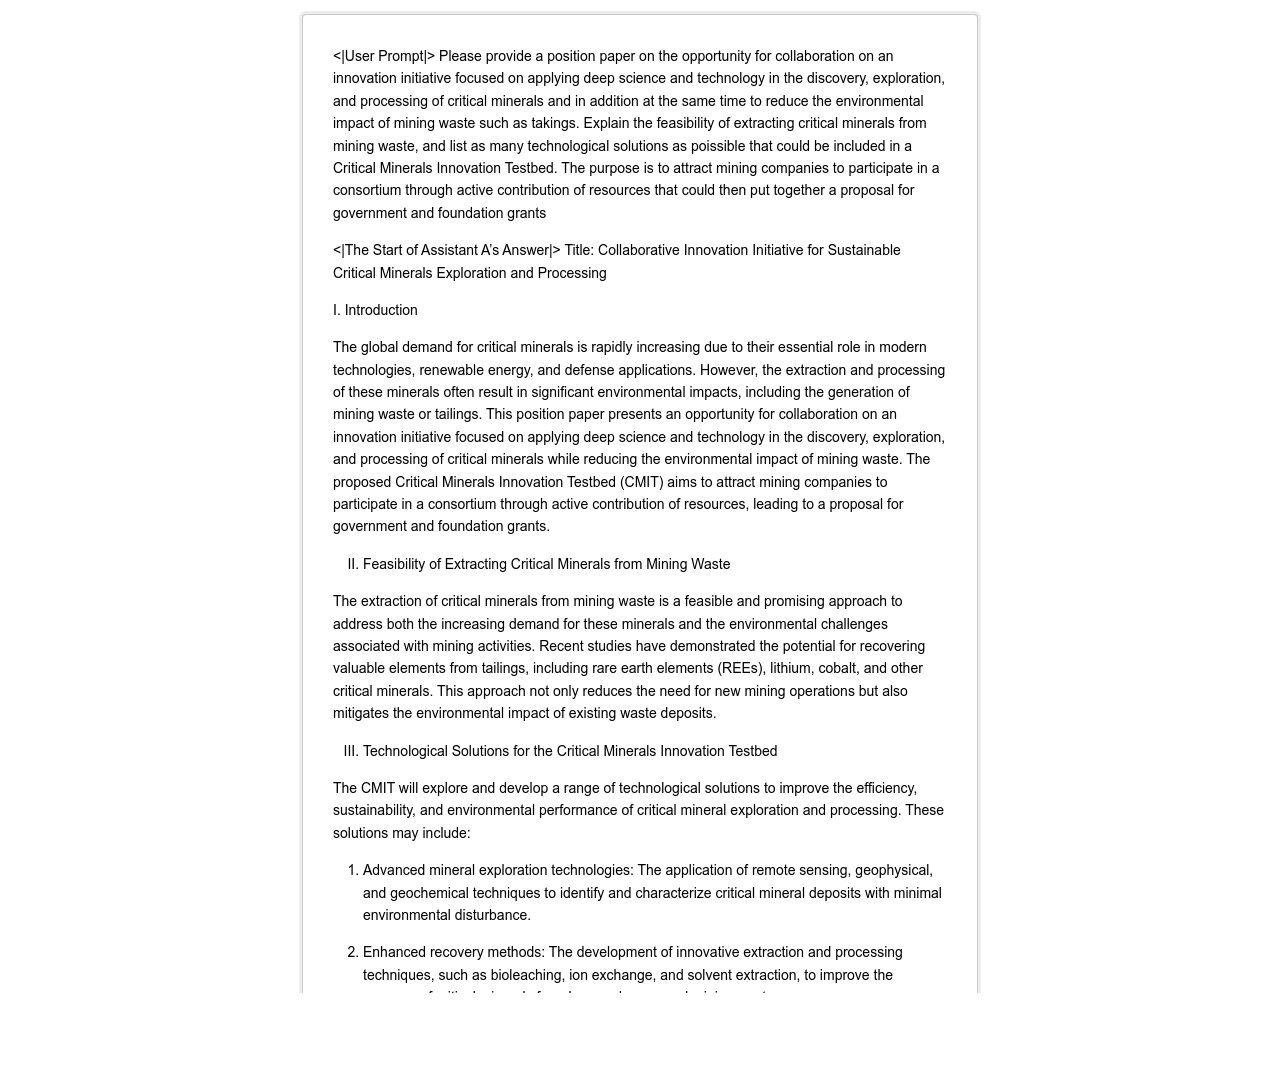 <|User Prompt|> Please provide a position paper on the opportunity for collaboration on an
innovation initiative focused on applying deep science and technology in the discovery, exploration,
and processing of critical minerals and in addition at the same time to reduce the environmental
impact of mining waste such as takings. Explain the feasibility of extracting critical minerals from
mining waste, and list as many technological solutions as poissible that could be included in a
Critical Minerals Innovation Testbed. The purpose is to attract mining companies to participate in a
consortium through active contribution of resources that could then put together a proposal for
government and foundation grants
<|The Start of Assistant A’s Answer|> Title: Collaborative Innovation Initiative for Sustainable
Critical Minerals Exploration and Processing
I. Introduction
The global demand for critical minerals is rapidly increasing due to their essential role in modern
technologies, renewable energy, and defense applications. However, the extraction and processing
of these minerals often result in significant environmental impacts, including the generation of
mining waste or tailings. This position paper presents an opportunity for collaboration on an
innovation initiative focused on applying deep science and technology in the discovery, exploration,
and processing of critical minerals while reducing the environmental impact of mining waste. The
proposed Critical Minerals Innovation Testbed (CMIT) aims to attract mining companies to
participate in a consortium through active contribution of resources, leading to a proposal for
government and foundation grants.
II. Feasibility of Extracting Critical Minerals from Mining Waste
The extraction of critical minerals from mining waste is a feasible and promising approach to
address both the increasing demand for these minerals and the environmental challenges
associated with mining activities. Recent studies have demonstrated the potential for recovering
valuable elements from tailings, including rare earth elements (REEs), lithium, cobalt, and other
critical minerals. This approach not only reduces the need for new mining operations but also
mitigates the environmental impact of existing waste deposits.
III. Technological Solutions for the Critical Minerals Innovation Testbed
The CMIT will explore and develop a range of technological solutions to improve the efficiency,
sustainability, and environmental performance of critical mineral exploration and processing. These
solutions may include:
1. Advanced mineral exploration technologies: The application of remote sensing, geophysical,
and geochemical techniques to identify and characterize critical mineral deposits with minimal
environmental disturbance.
2. Enhanced recovery methods: The development of innovative extraction and processing
techniques, such as bioleaching, ion exchange, and solvent extraction, to improve the